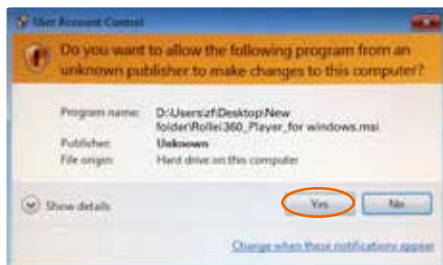 User Account Control
Do you want to allow the following program from an
unknown publisher to make changes to this computer?
Program name: D:\Users\zf\Desktop\New
folder\Rollei360_Player_for windows.msi
Publisher: Unknown
File origin: Hard drive on this computer
Show details
Yes
No
Change when these notifications appear